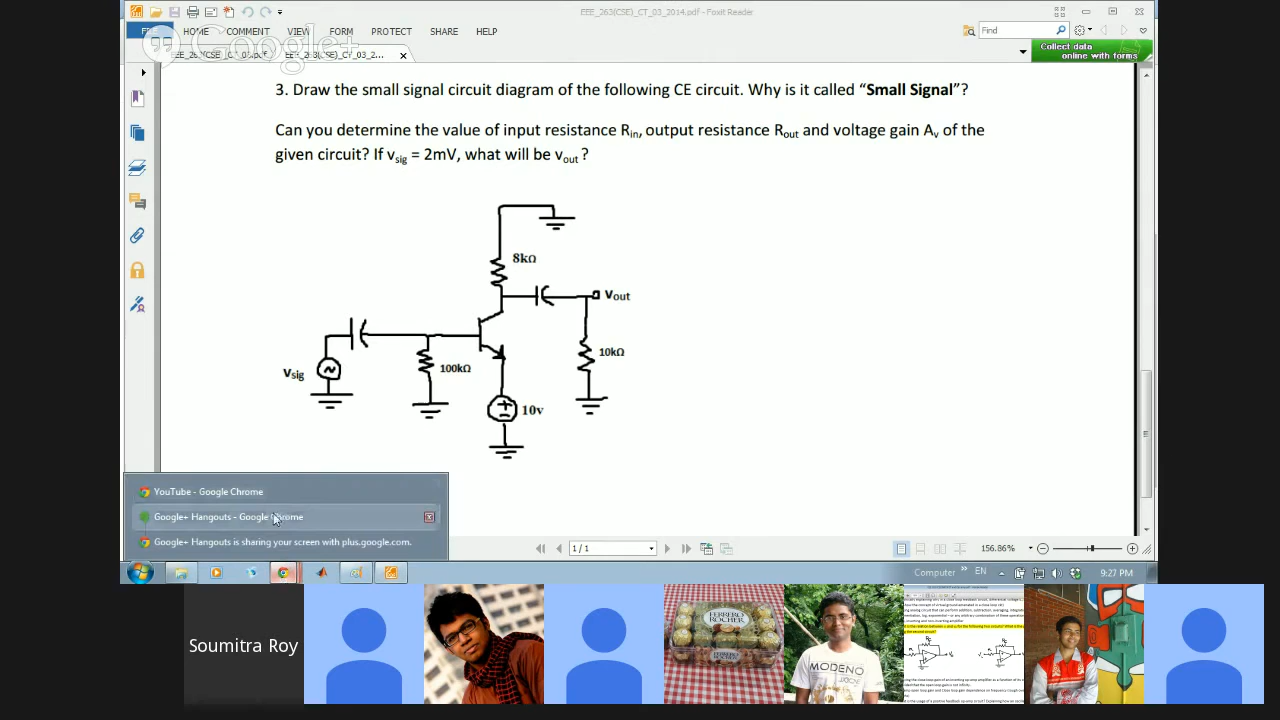 EEE_263(CSE)_CT_03_2014.pdf - Foxit Reader
FILE HOME COMMENT VIEW FORM PROTECT SHARE HELP
Find
Google+
Collect data
online with forms
3. Draw the small signal circuit diagram of the following CE circuit. Why is it called “Small Signal”?
Can you determine the value of input resistance Rin, output resistance Rout and voltage gain Av of the
given circuit? If vsig = 2mV, what will be vout ?
8kΩ
Vout
Vsig
100kΩ
10kΩ
10v
YouTube - Google Chrome
Google+ Hangouts - Google Chrome
Google+ Hangouts is sharing your screen with plus.google.com.
1 / 1
156.86%
Computer
EN
9:27 PM
Soumitra Roy
FERRERO
ROCHER
MODENO